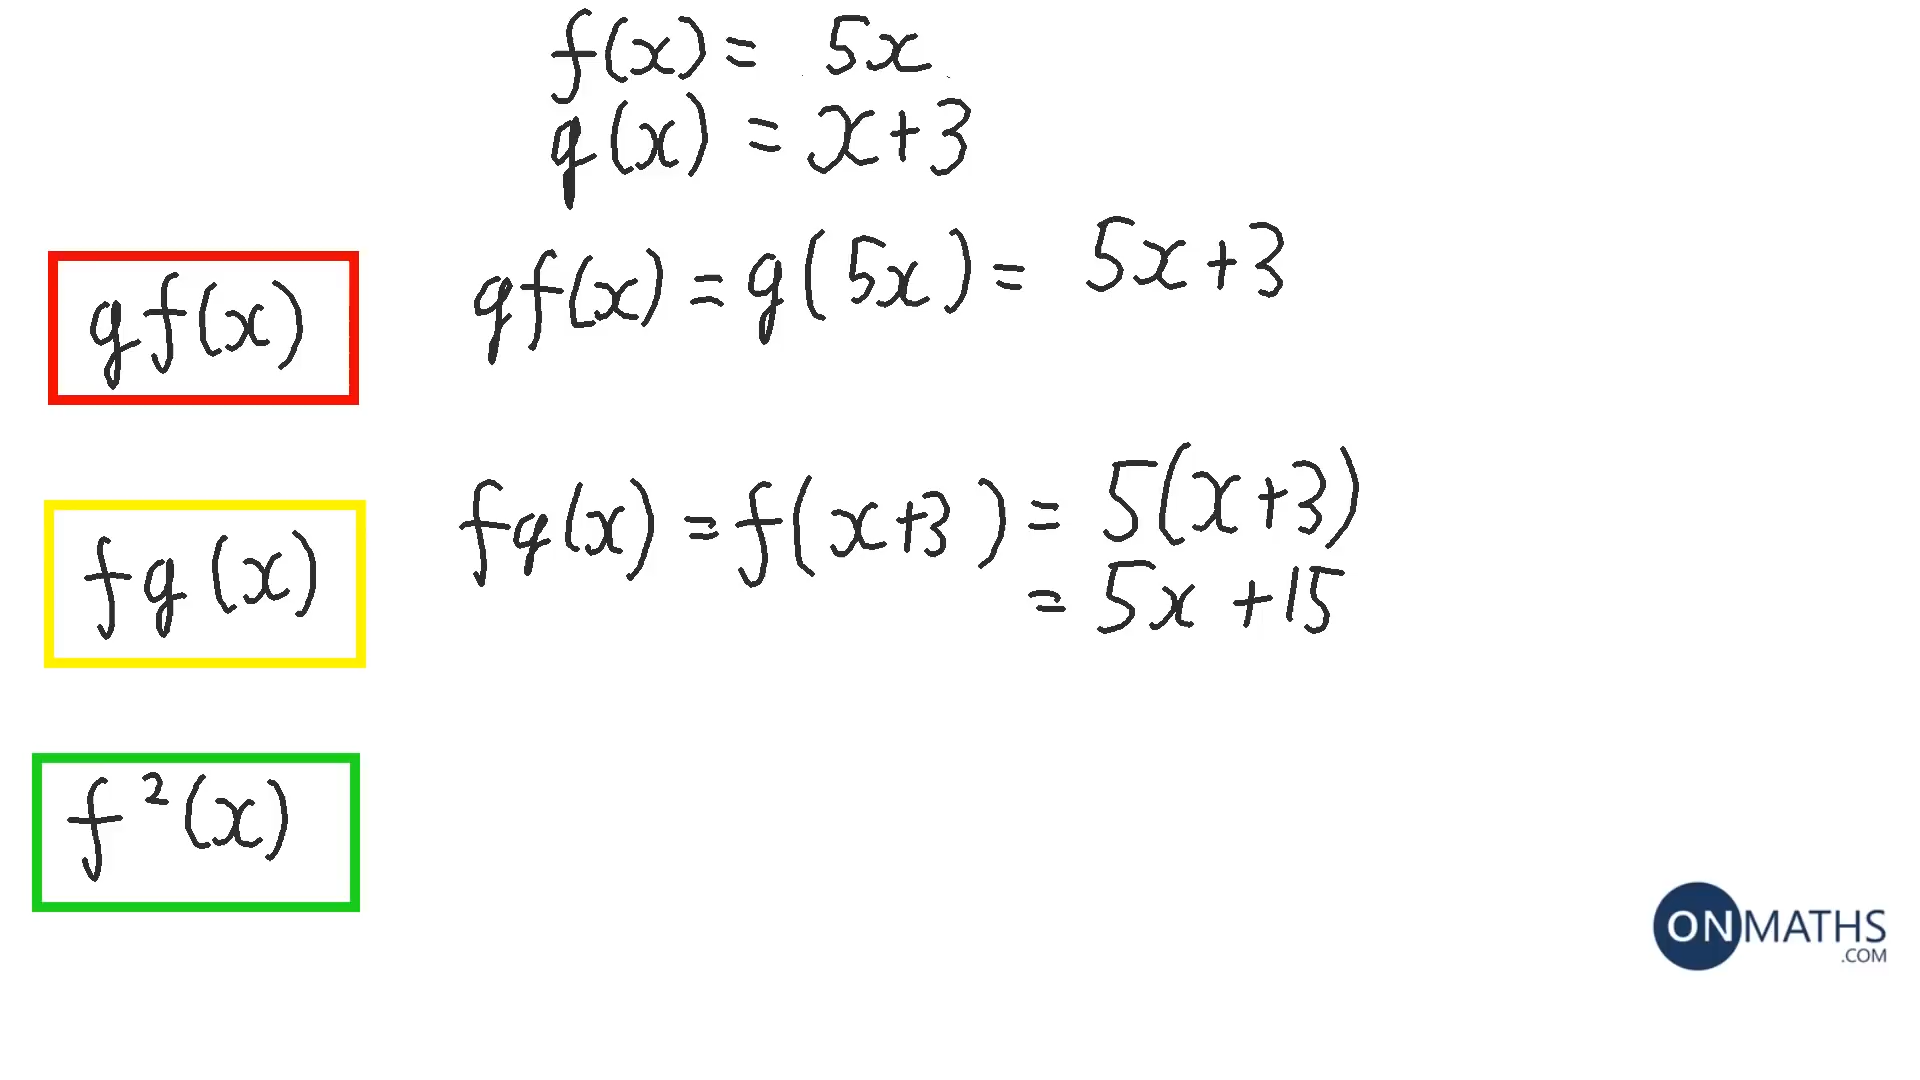 f(x) = 5x
g(x) = x+3
gf(x)
gf(x) = g(5x) = 5x+3
fg(x)
fg(x) = f(x+3) = 5(x+3)
= 5x +15
f²(x)
ONMATHS
.COM